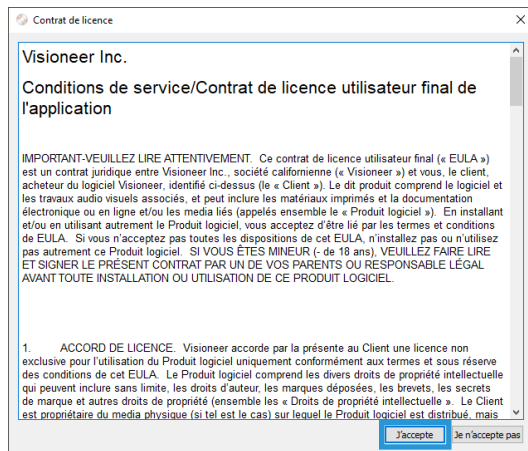 Contrat de licence
Visioneer Inc.
Conditions de service/Contrat de licence utilisateur final de
l'application
IMPORTANT-VEUILLEZ LIRE ATTENTIVEMENT.  Ce contrat de licence utilisateur final (« EULA »)
est un contrat juridique entre Visioneer Inc., société californienne (« Visioneer ») et vous, le client,
acheteur du logiciel Visioneer, identifié ci-dessus (le « Client »). Le dit produit comprend le logiciel et
les travaux audio visuels associés, et peut inclure les matériaux imprimés et la documentation
électronique ou en ligne et/ou les media liés (appelés ensemble le « Produit logiciel »).  En installant
et/ou en utilisant autrement le Produit logiciel, vous acceptez d'être lié par les termes et conditions
de EULA.  Si vous n'acceptez pas toutes les dispositions de cet EULA, n'installez pas ou n'utilisez
pas autrement ce Produit logiciel.  SI VOUS ÊTES MINEUR (- de 18 ans), VEUILLEZ FAIRE LIRE
ET SIGNER LE PRÉSENT CONTRAT PAR UN DE VOS PARENTS OU RESPONSABLE LÉGAL
AVANT TOUTE INSTALLATION OU UTILISATION DE CE PRODUIT LOGICIEL.
1. ACCORD DE LICENCE.  Visioneer accorde par la présente au Client une licence non
exclusive pour l'utilisation du Produit logiciel uniquement conformément aux termes et sous réserve
des conditions de cet EULA.  Le Produit logiciel comprend les divers droits de propriété intellectuelle
qui peuvent inclure sans limite, les droits d'auteur, les marques déposées, les brevets, les secrets
de marque et autres droits de propriété (ensemble les « Droits de propriété intellectuelle ».  Le Client
est propriétaire du media physique (si tel est le cas) sur lequel le Produit logiciel est distribué, mais
J'accepte
Je n'accepte pas